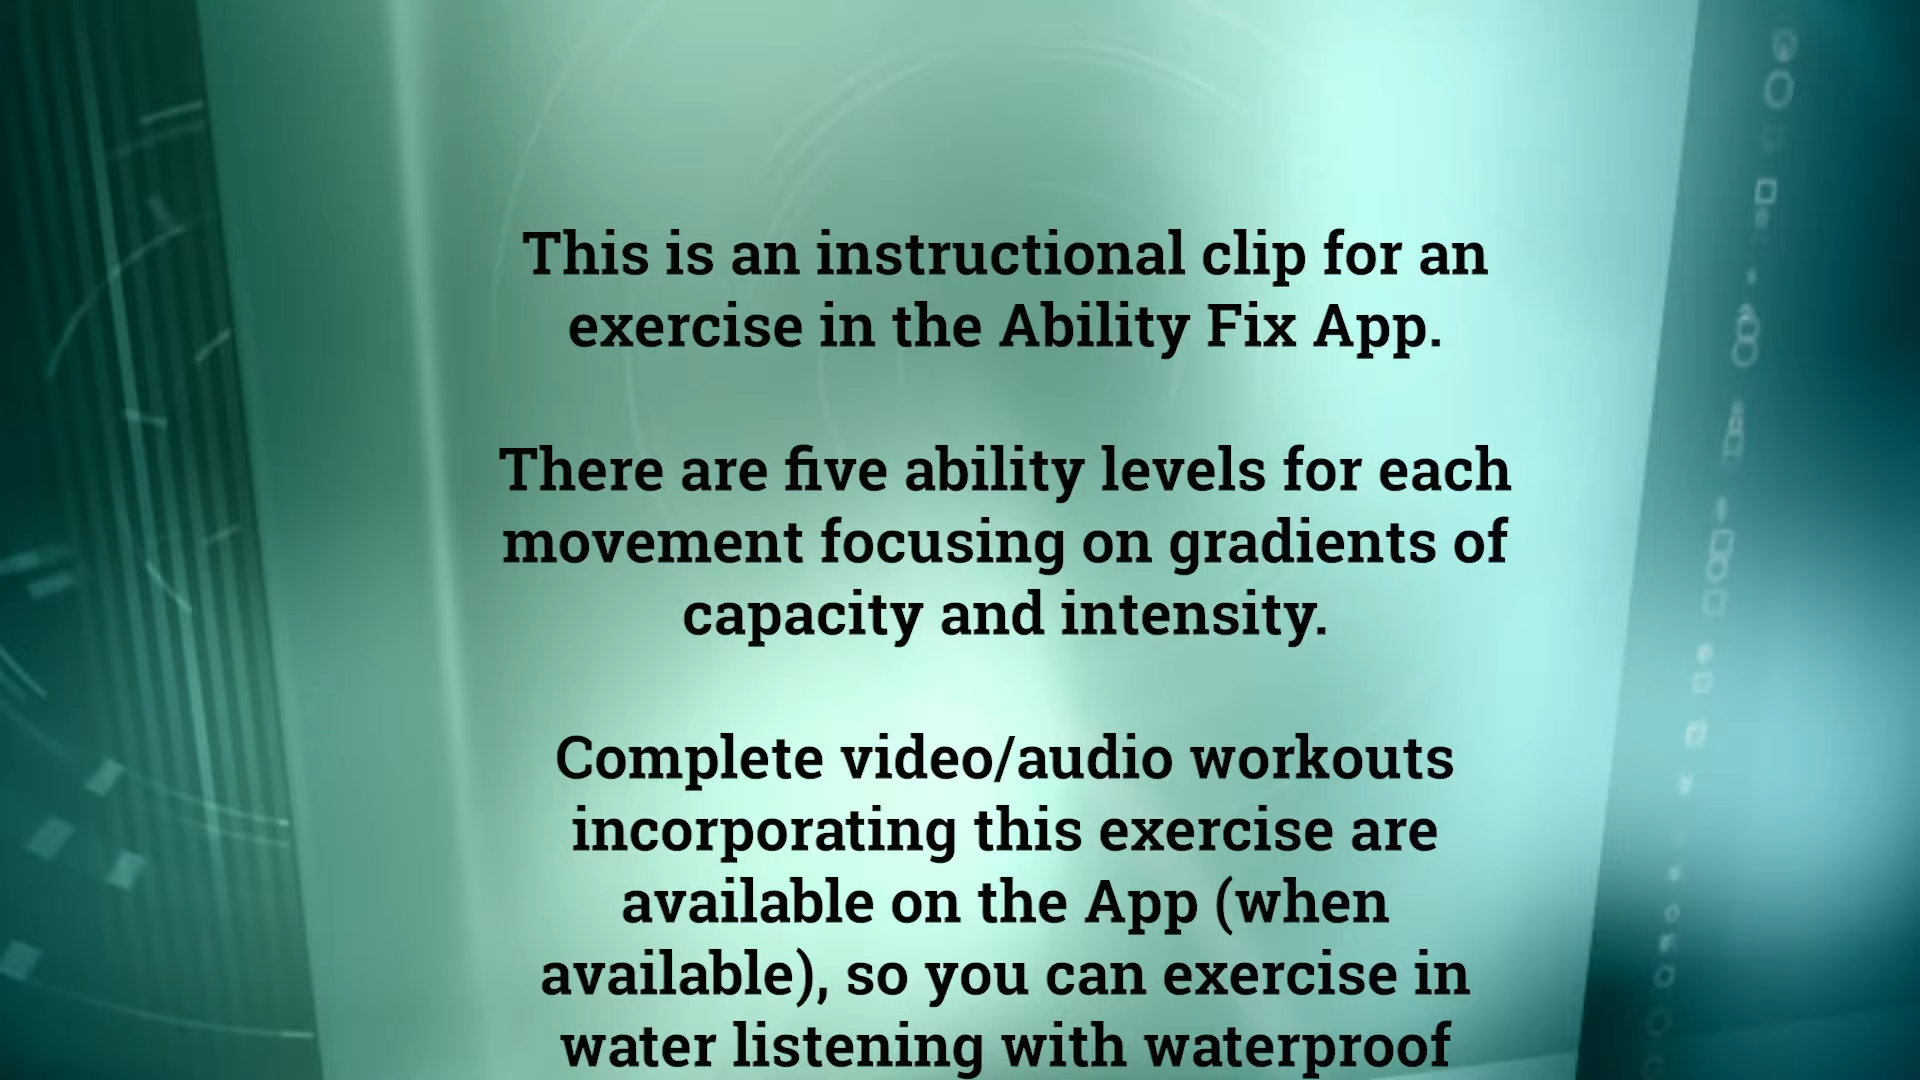 This is an instructional clip for an
exercise in the Ability Fix App.
There are five ability levels for each
movement focusing on gradients of
capacity and intensity.
Complete video/audio workouts
incorporating this exercise are
available on the App (when
available), so you can exercise in
water listening with waterproof